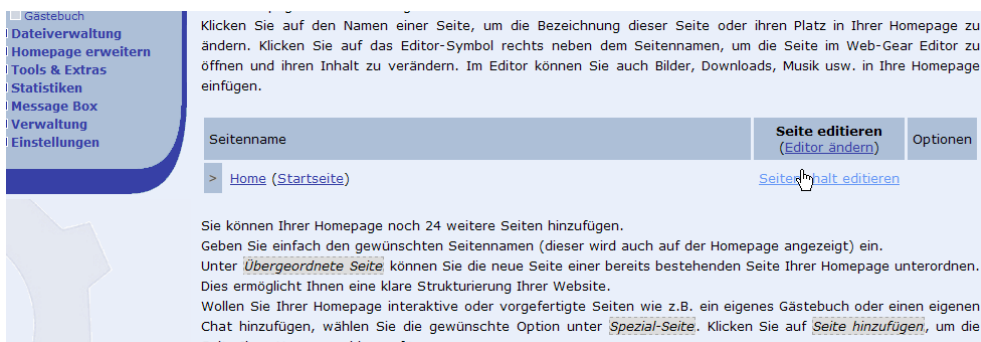 Gästebuch
Dateiverwaltung
Homepage erweitern
Tools & Extras
Statistiken
Message Box
Verwaltung
Einstellungen
Klicken Sie auf den Namen einer Seite, um die Bezeichnung dieser Seite oder ihren Platz in Ihrer Homepage zu
ändern. Klicken Sie auf das Editor-Symbol rechts neben dem Seitennamen, um die Seite im Web-Gear Editor zu
öffnen und ihren Inhalt zu verändern. Im Editor können Sie auch Bilder, Downloads, Musik usw. in Ihre Homepage
einfügen.
Seitenname
Seite editieren
(Editor ändern)
Optionen
> Home (Startseite)
Seiteninhalt editieren
Sie können Ihrer Homepage noch 24 weitere Seiten hinzufügen.
Geben Sie einfach den gewünschten Seitennamen (dieser wird auch auf der Homepage angezeigt) ein.
Unter Übergeordnete Seite können Sie die neue Seite einer bereits bestehenden Seite Ihrer Homepage unterordnen.
Dies ermöglicht Ihnen eine klare Strukturierung Ihrer Website.
Wollen Sie Ihrer Homepage interaktive oder vorgefertigte Seiten wie z.B. ein eigenes Gästebuch oder einen eigenen
Chat hinzufügen, wählen Sie die gewünschte Option unter Spezial-Seite. Klicken Sie auf Seite hinzufügen, um die